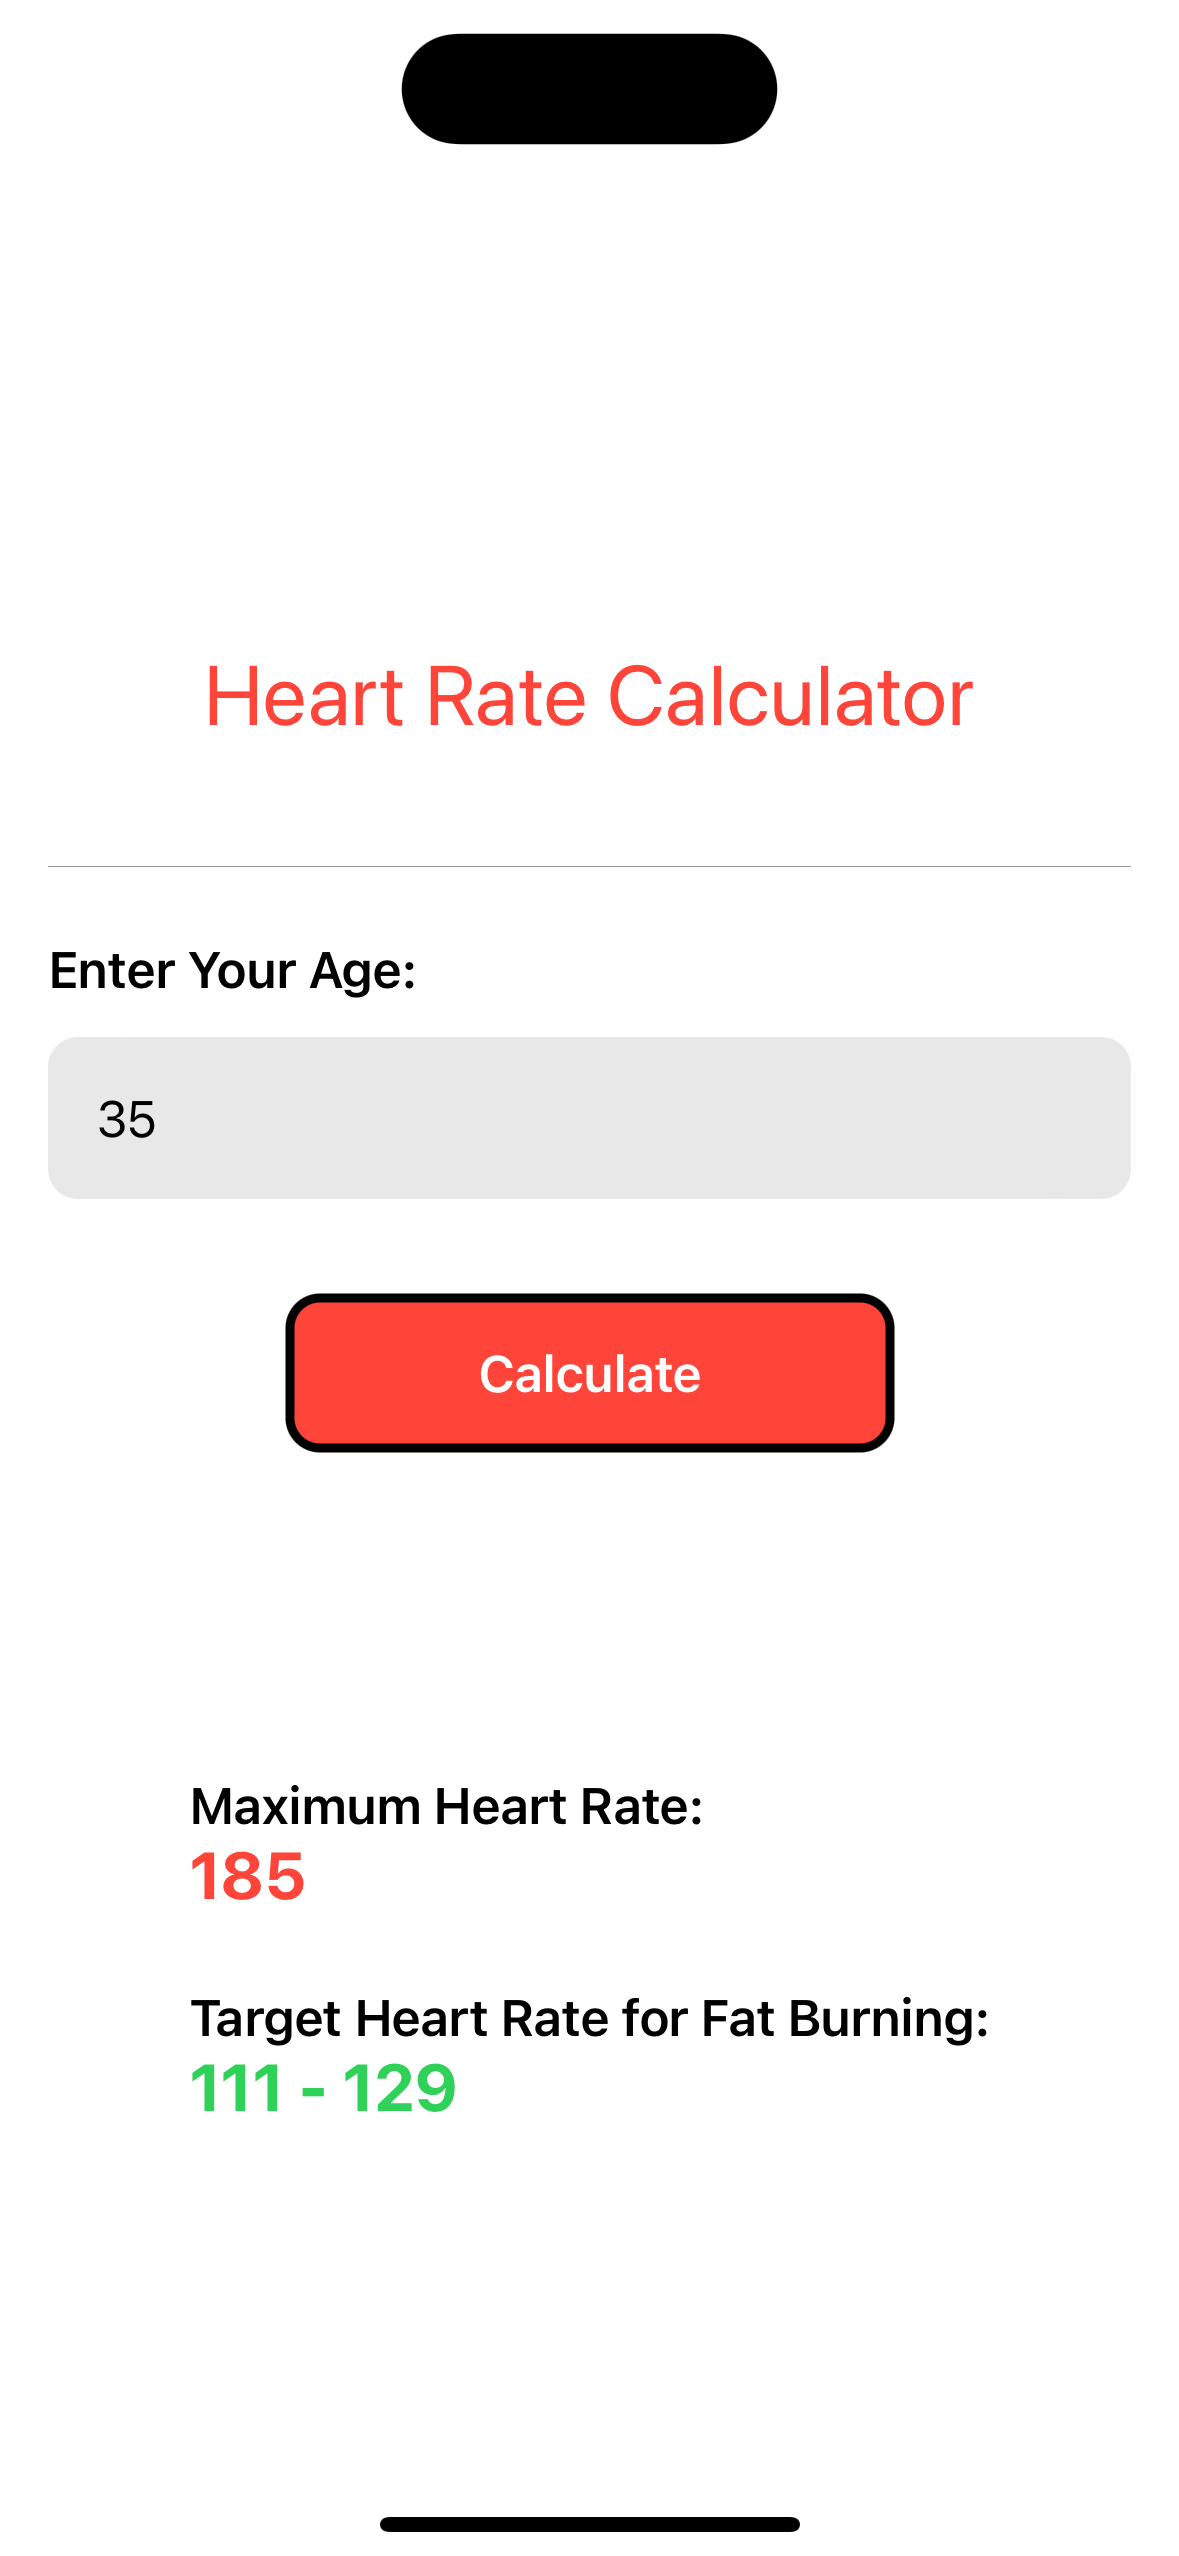 Heart Rate Calculator
Enter Your Age:
35
Calculate
Maximum Heart Rate:
185
Target Heart Rate for Fat Burning:
111 - 129